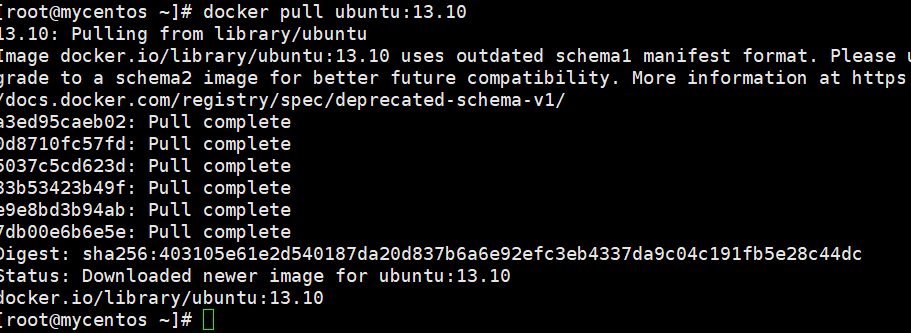 [root@mycentos ~]# docker pull ubuntu:13.10
13.10: Pulling from library/ubuntu
Image docker.io/library/ubuntu:13.10 uses outdated schema1 manifest format. Please u
grade to a schema2 image for better future compatibility. More information at https
/docs.docker.com/registry/spec/deprecated-schema-v1/
a3ed95caeb02: Pull complete
0d8710fc57fd: Pull complete
5037c5cd623d: Pull complete
83b53423b49f: Pull complete
e9e8bd3b94ab: Pull complete
7db00e6b6e5e: Pull complete
Digest: sha256:403105e61e2d540187da20d837b6a6e92efc3eb4337da9c04c191fb5e28c44dc
Status: Downloaded newer image for ubuntu:13.10
docker.io/library/ubuntu:13.10
[root@mycentos ~]#